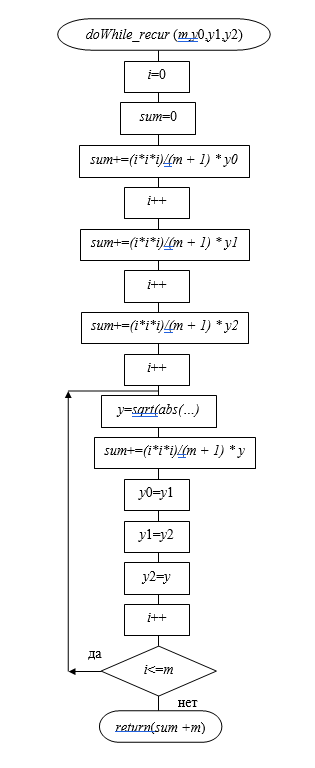 doWhile_recur (m,y0,y1,y2)
i=0
sum=0
sum+=(i*i*i)/(m + 1) * y0
i++
sum+=(i*i*i)/(m + 1) * y1
i++
sum+=(i*i*i)/(m + 1) * y2
i++
y=sqrt(abs(…)
sum+=(i*i*i)/(m + 1) * y
y0=y1
y1=y2
y2=y
i++
да
i<=m
нет
return(sum +m)